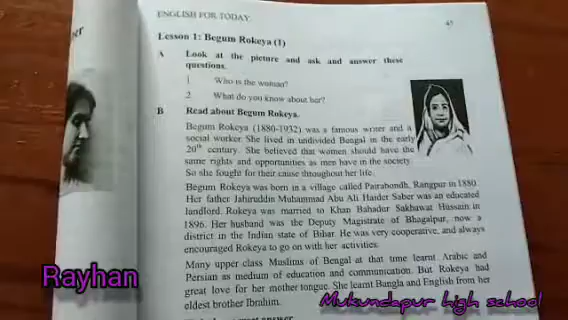 ENGLISH FOR TODAY
45
Lesson 1: Begum Rokeya (1)
A Look at the picture and ask and answer these
questions.
1 Who is the woman?
2. What do you know about her?
B Read about Begum Rokeya.
Begum Rokeya (1880-1932) was a famous writer and a
social worker She lived in undivided Bengal in the early
20th century. She believed that women should have the
same rights and opportunities as men have in the society.
So she fought for their cause throughout her life.
Begum Rokeya was born in a village called Pairabondh, Rangpur in 1880
Her father Jahiruddin Muhammad Abu Ali Haider Saber was an educated
landlord. Rokeya was married to Khan Bahadur Sakhawat Hussain in
1896. Her husband was the Deputy Magistrate of Bhagalpur, now a
district in the Indian state of Bihar. He was very cooperative, and always
encouraged Rokeya to go on with her activities.
Many upper class Muslims of Bengal at that time learnt Arabic and
Persian as medium of education and communication. But Rokeya had
great love for her mother tongue. She learnt Bangla and English from her
eldest brother Ibrahim.
Rayhan
Mukundapur high school